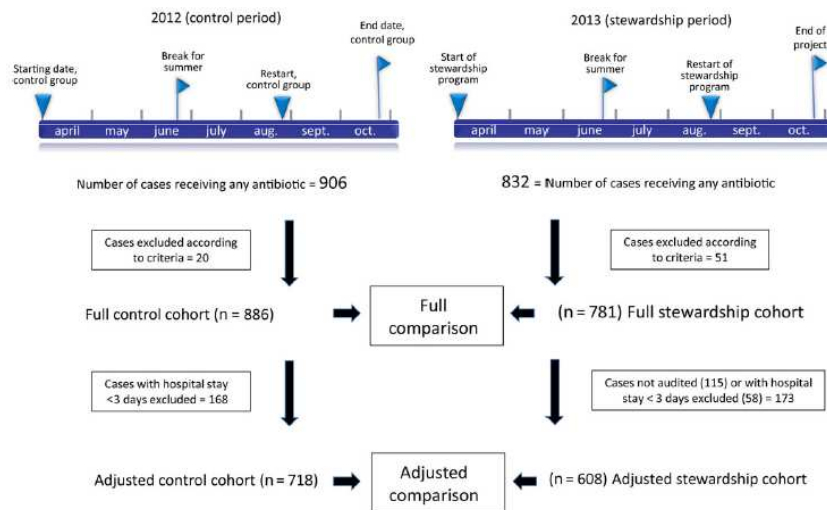 2012 (control period)
Starting date,
control group
Break for
summer
Restart,
control group
End date,
control group
april may june july aug. sept. oct.
2013 (stewardship period)
Start of
stewardship
program
Break for
summer
Restart of
stewardship
program
End of
project
april may june july aug. sept. oct.
Number of cases receiving any antibiotic = 906
832 = Number of cases receiving any antibiotic
Cases excluded according
to criteria = 20
Cases excluded according
to criteria = 51
Full control cohort (n = 886)
Full
comparison
(n = 781) Full stewardship cohort
Cases with hospital stay
<3 days excluded = 168
Cases not audited (115) or with hospital
stay < 3 days excluded (58) = 173
Adjusted control cohort (n = 718)
Adjusted
comparison
(n = 608) Adjusted stewardship cohort